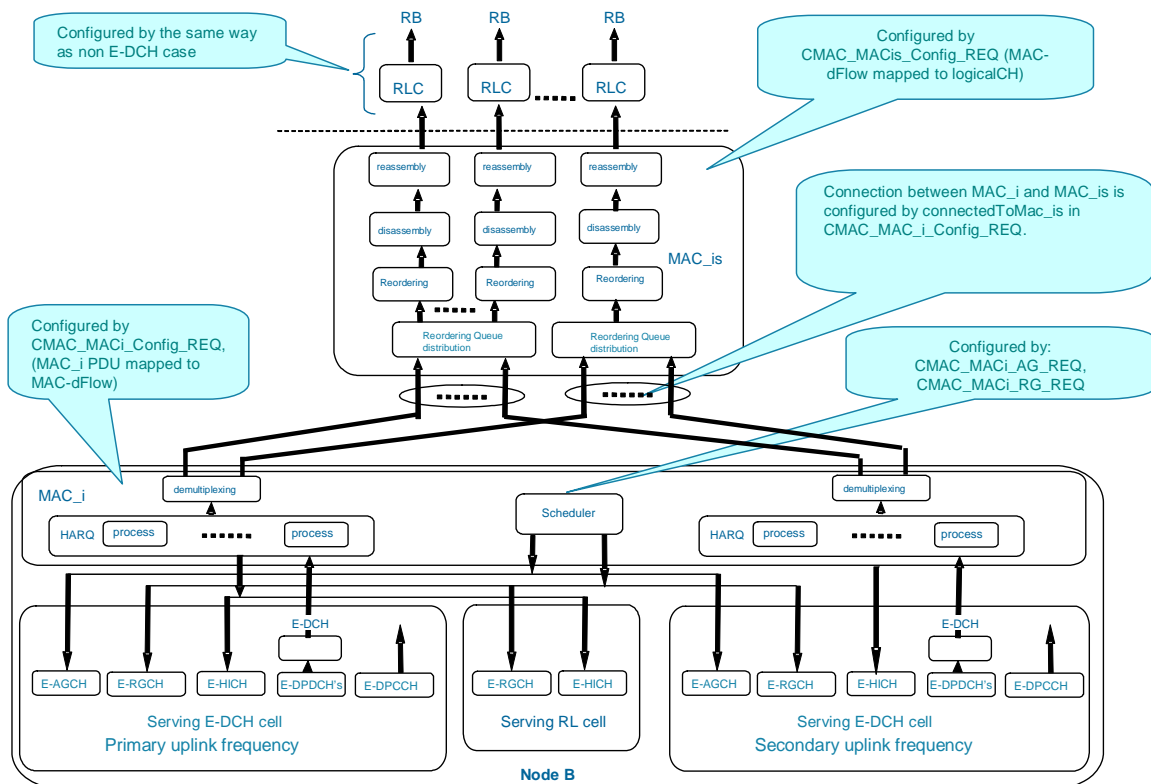 RB
RB
RB
Configured by the same way
as non E-DCH case
Configured by
CMAC_MACis_Config_REQ (MAC-
dFlow mapped to logicalCH)
RLC
RLC
RLC
reassembly
reassembly
reassembly
Connection between MAC_i and MAC_is is
configured by connectedToMac_is in
CMAC_MAC_i_Config_REQ.
disassembly
disassembly
disassembly
MAC_is
Reordering
Reordering
Reordering
Configured by
CMAC_MACi_Config_REQ,
(MAC_i PDU mapped to
MAC-dFlow)
Reordering Queue
distribution
Reordering Queue
distribution
Configured by:
CMAC_MACi_AG_REQ,
CMAC_MACi_RG_REQ
MAC_i
demultiplexing
demultiplexing
Scheduler
HARQ
process
process
HARQ
process
process
E-DCH
E-DCH
E-AGCH
E-RGCH
E-HICH
E-DPDCH's
E-DPCCH
E-RGCH
E-HICH
E-AGCH
E-RGCH
E-HICH
E-DPDCH's
E-DPCCH
Serving E-DCH cell
Primary uplink frequency
Serving RL cell
Serving E-DCH cell
Secondary uplink frequency
Node B